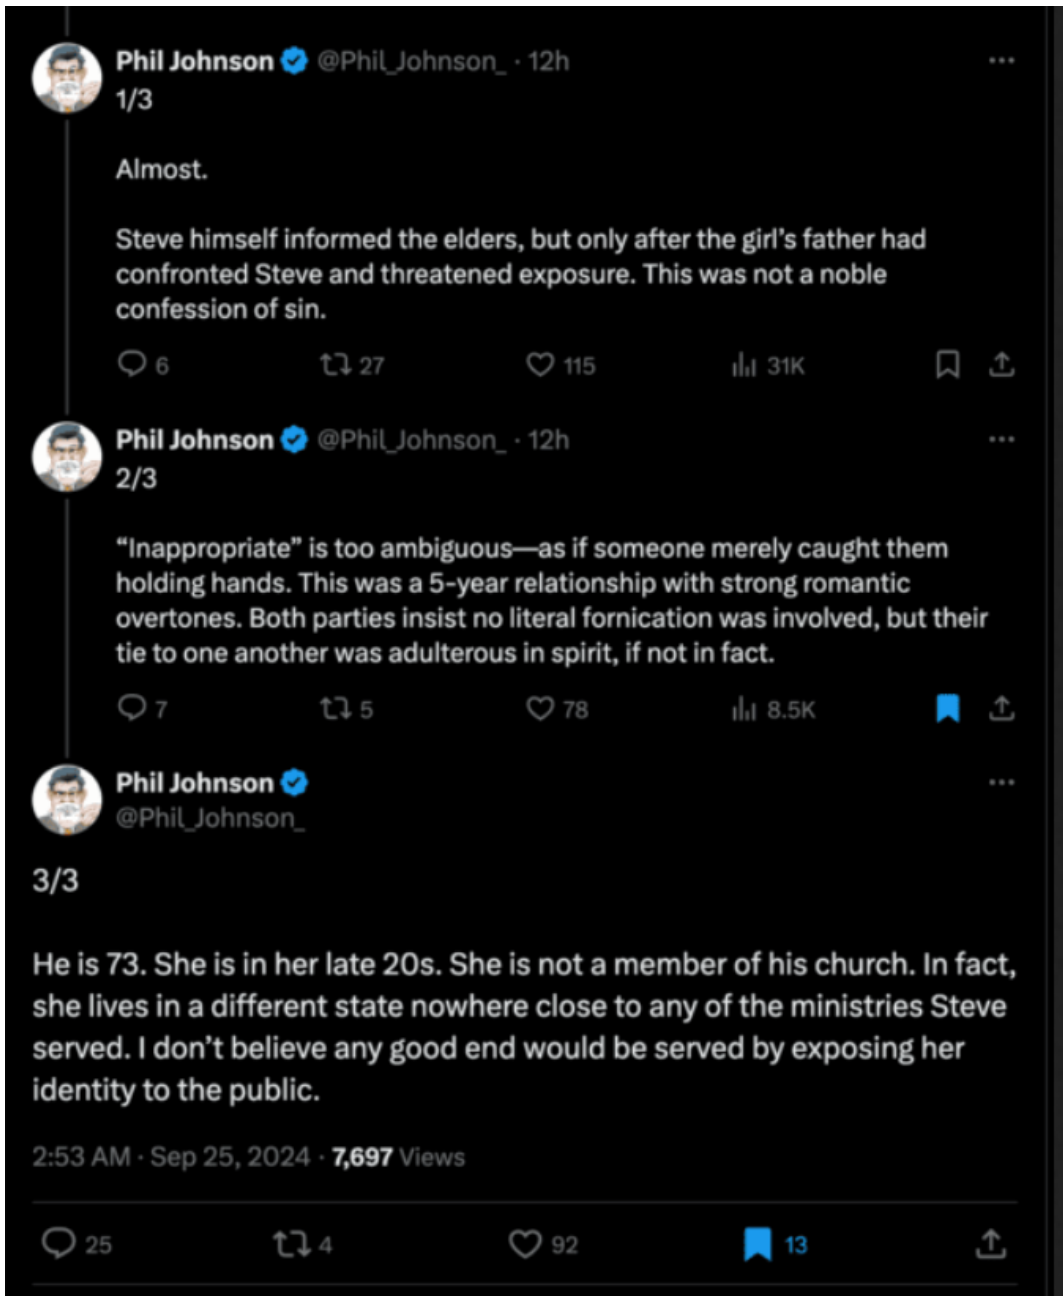 Phil Johnson @Phil_Johnson_ · 12h
1/3
Almost.
Steve himself informed the elders, but only after the girl's father had
confronted Steve and threatened exposure. This was not a noble
confession of sin.
6 27 115 31K
Phil Johnson @Phil_Johnson_ · 12h
2/3
“Inappropriate” is too ambiguous—as if someone merely caught them
holding hands. This was a 5-year relationship with strong romantic
overtones. Both parties insist no literal fornication was involved, but their
tie to one another was adulterous in spirit, if not in fact.
7 5 78 8.5K
Phil Johnson
@Phil_Johnson_
3/3
He is 73. She is in her late 20s. She is not a member of his church. In fact,
she lives in a different state nowhere close to any of the ministries Steve
served. I don't believe any good end would be served by exposing her
identity to the public.
2:53 AM · Sep 25, 2024 · 7,697 Views
25 4 92 13